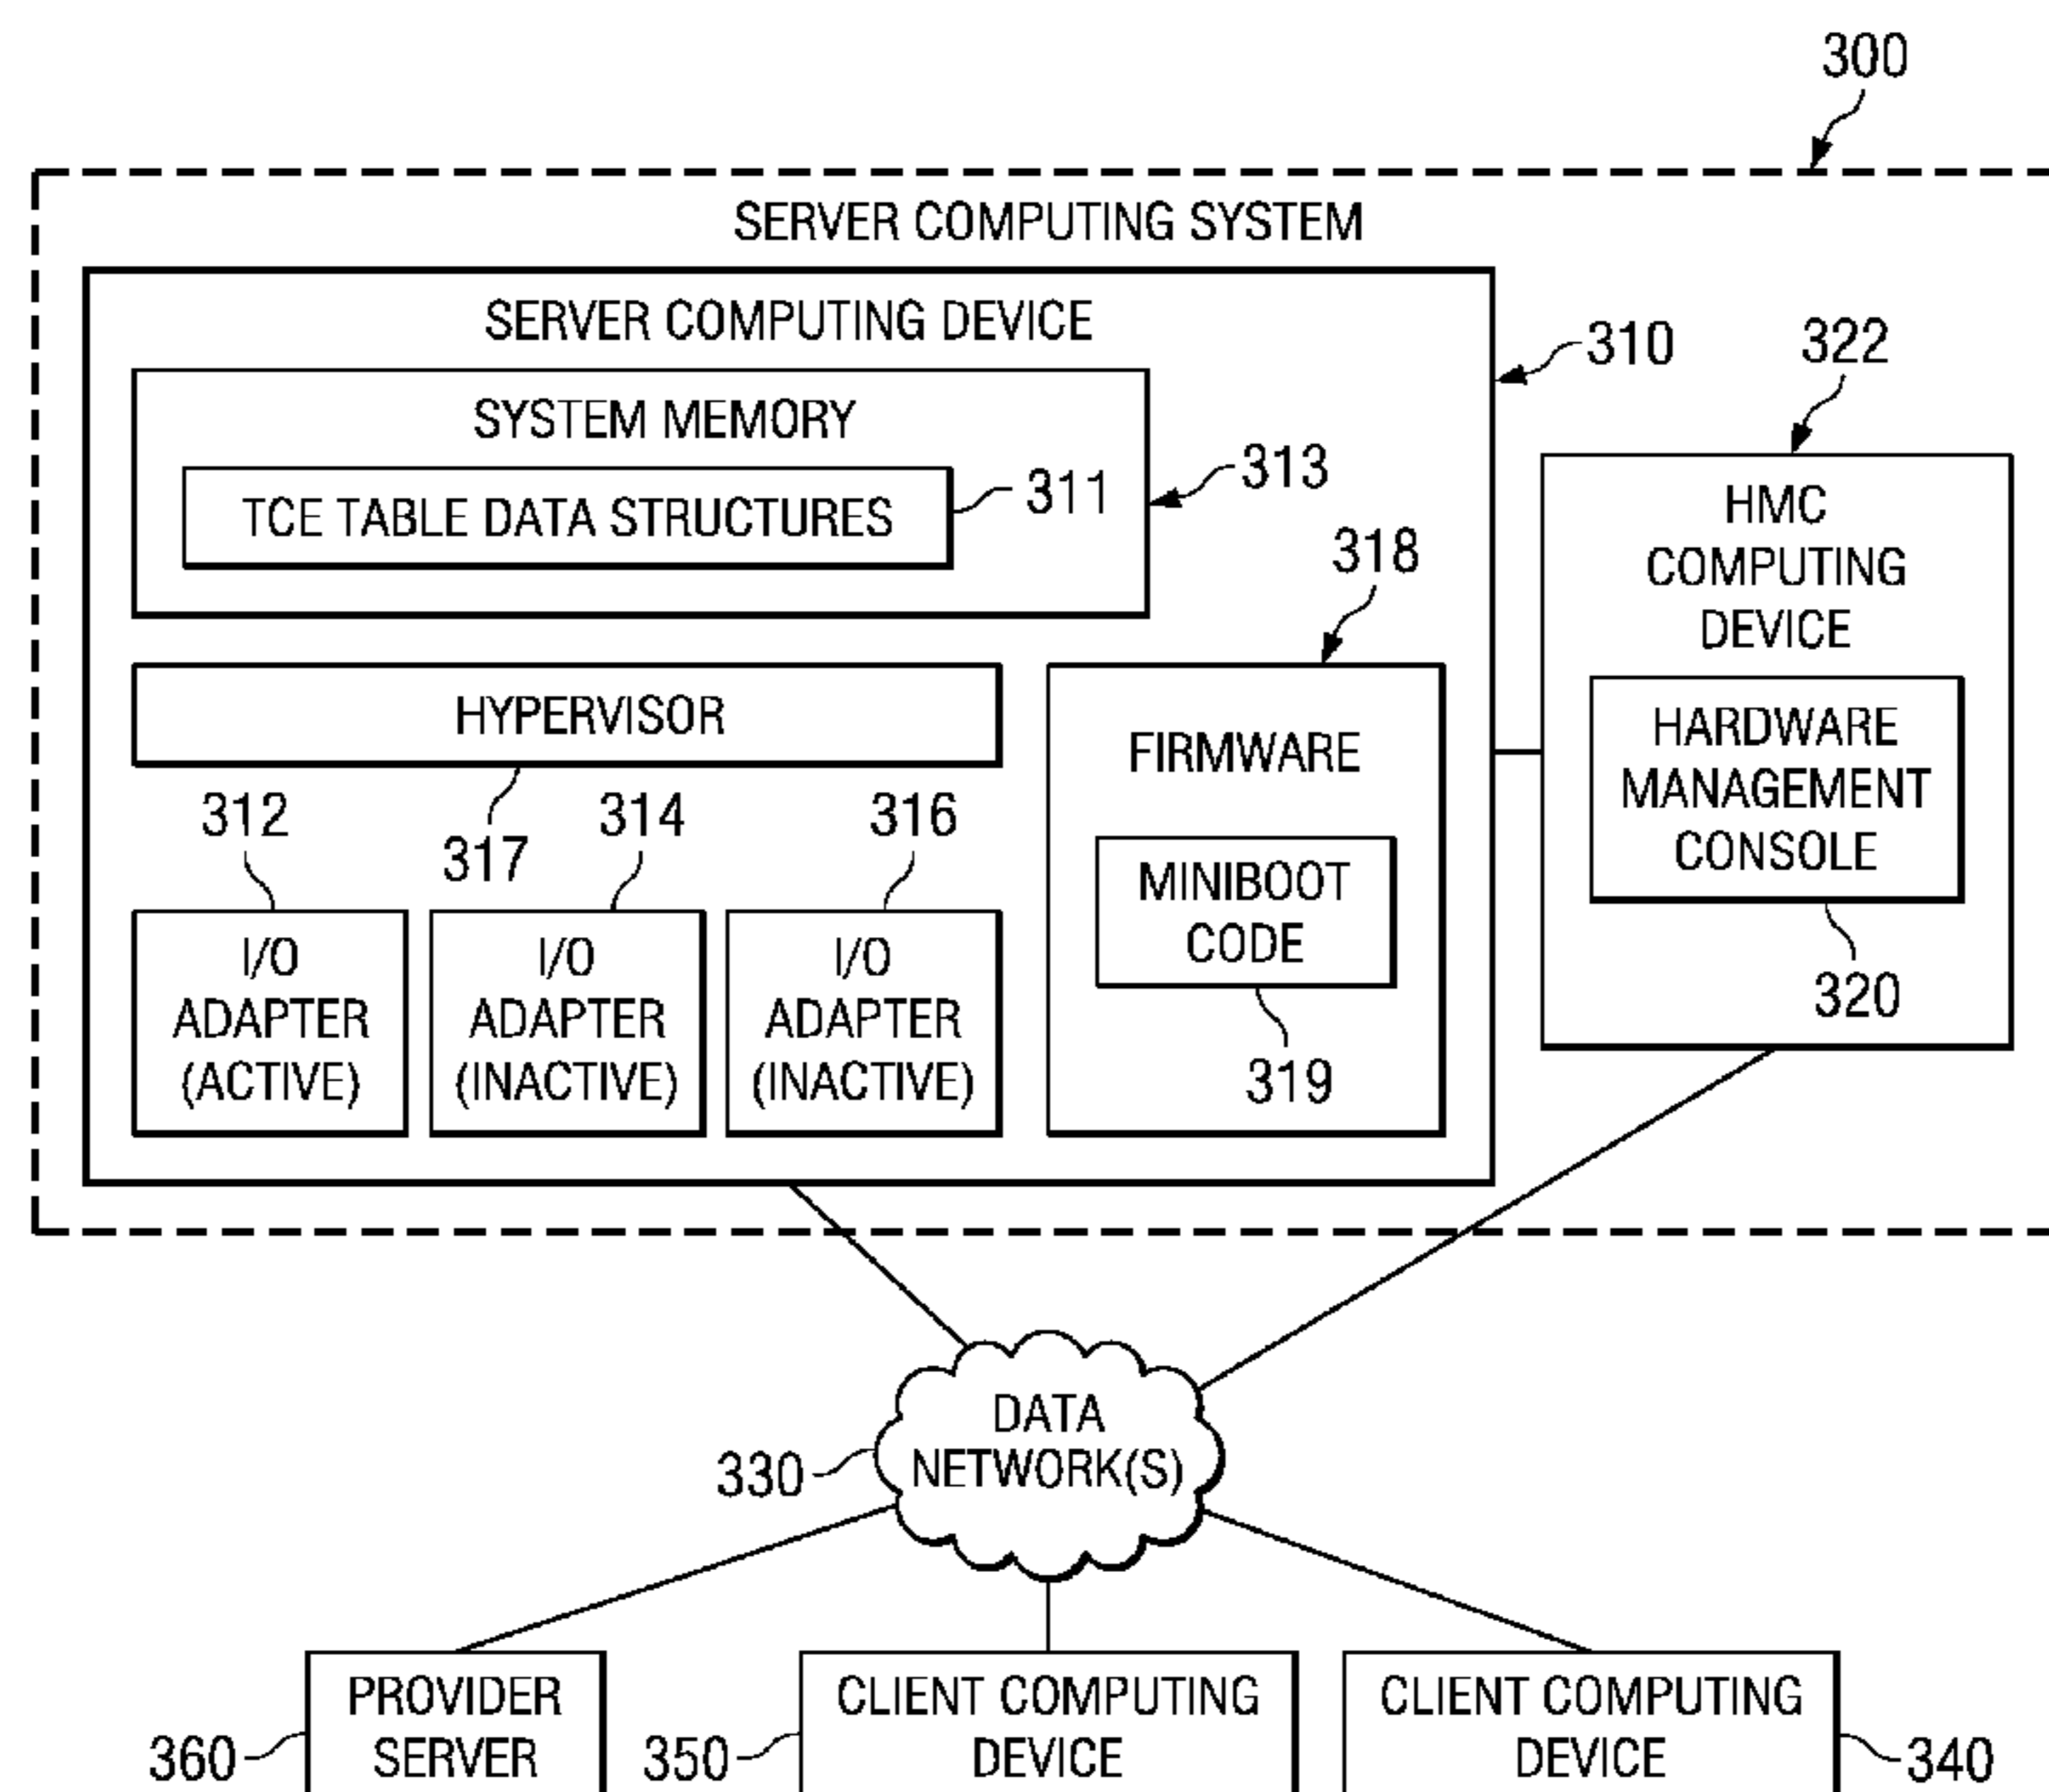 300
SERVER COMPUTING SYSTEM
SERVER COMPUTING DEVICE
310
322
SYSTEM MEMORY
313
TCE TABLE DATA STRUCTURES
311
318
HMC
COMPUTING
DEVICE
HYPERVISOR
317
FIRMWARE
HARDWARE
MANAGEMENT
CONSOLE
320
312
314
316
MINIBOOT
CODE
319
I/O
ADAPTER
(ACTIVE)
I/O
ADAPTER
(INACTIVE)
I/O
ADAPTER
(INACTIVE)
DATA
NETWORK(S)
330
PROVIDER
SERVER
360
CLIENT COMPUTING
DEVICE
350
CLIENT COMPUTING
DEVICE
340